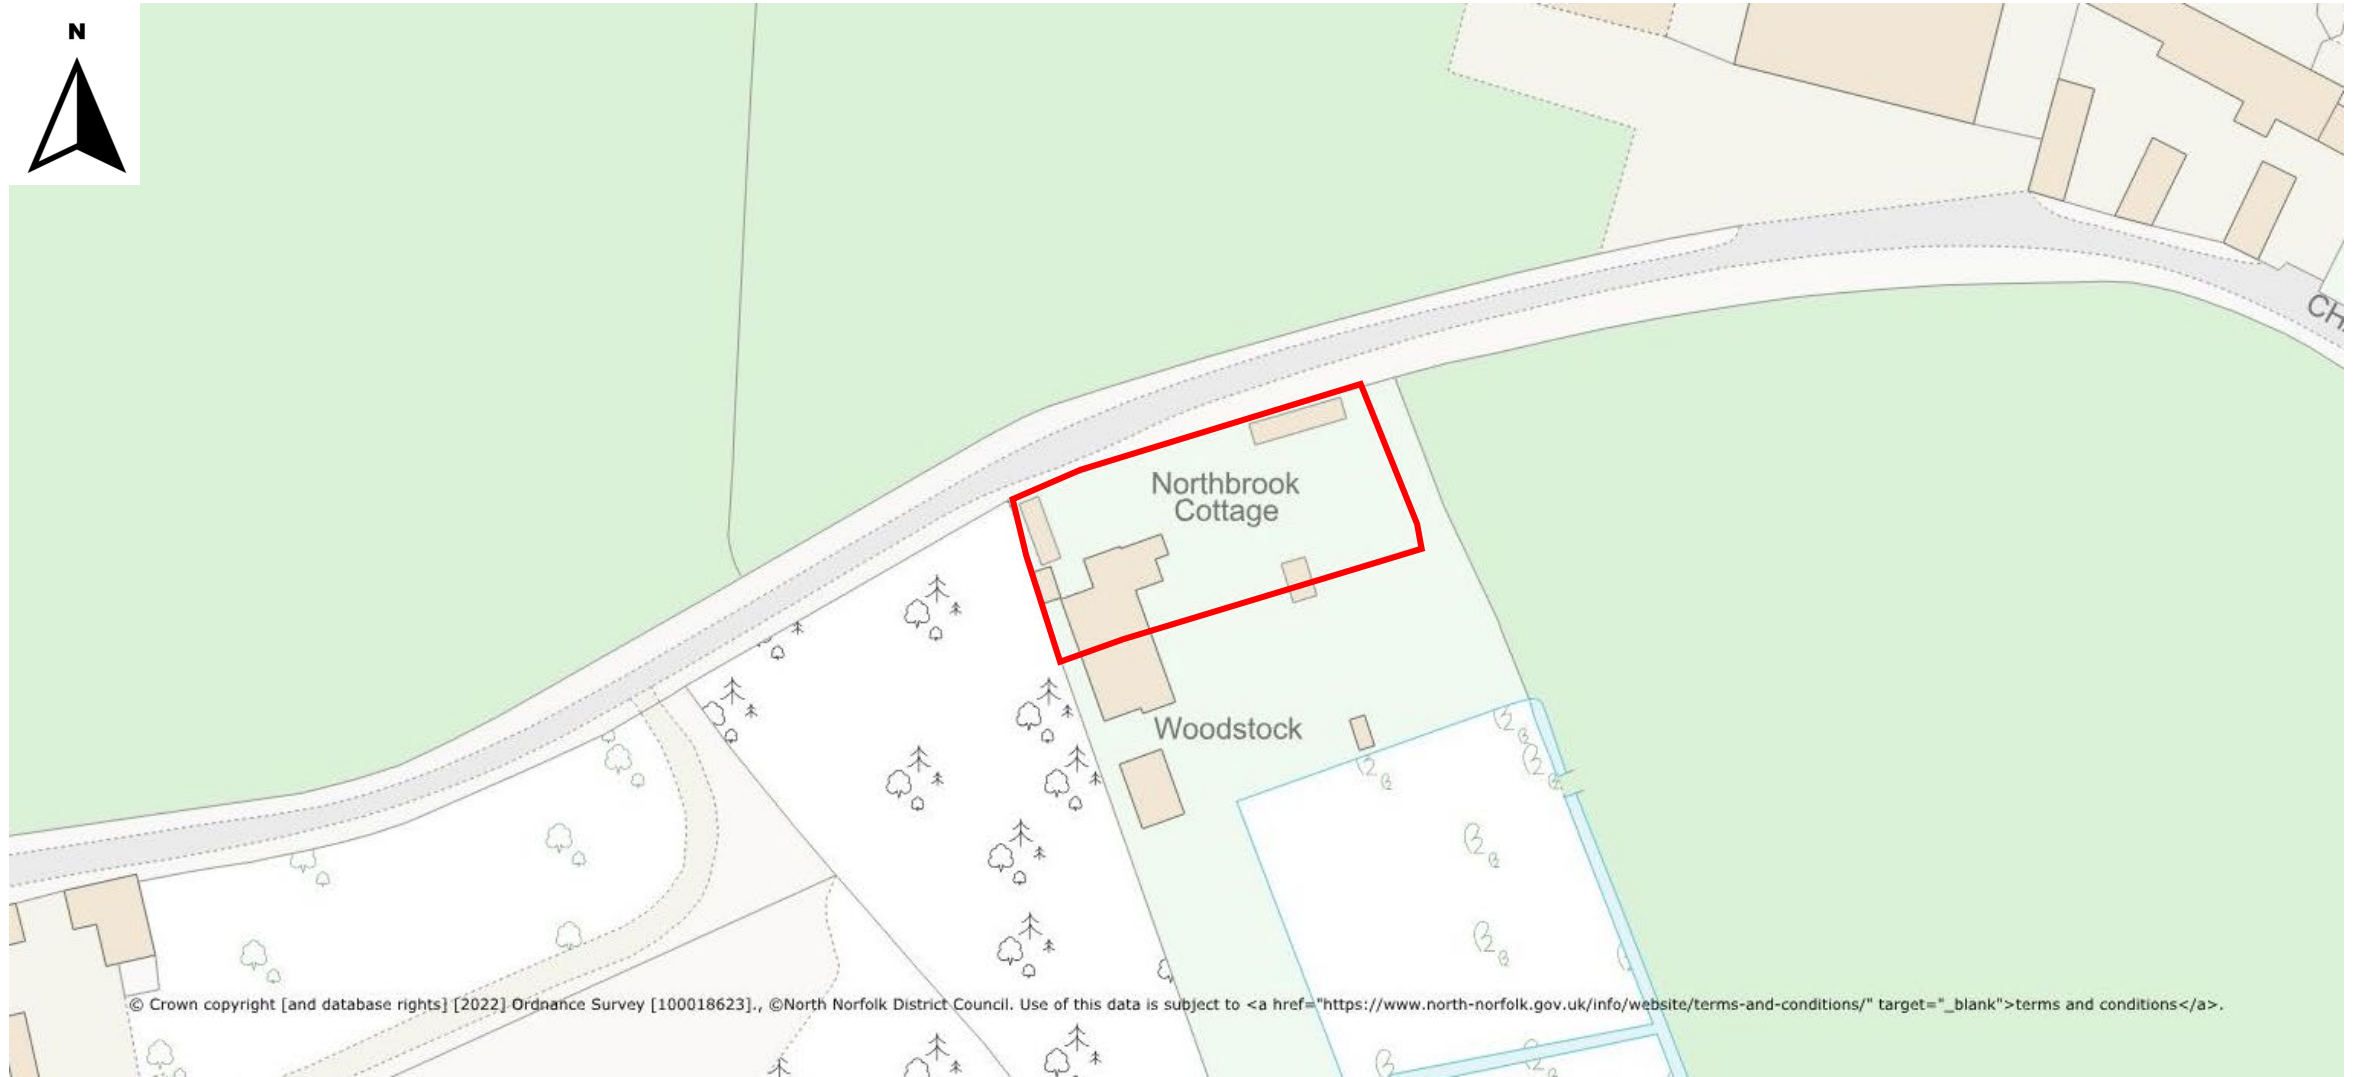 N
CH
Northbrook
Cottage
Woodstock
© Crown copyright [and database rights] [2022] Ordnance Survey [100018623]., ©North Norfolk District Council. Use of this data is subject to <a href="https://www.north-norfolk.gov.uk/info/website/terms-and-conditions/" target="_blank">terms and conditions</a>.